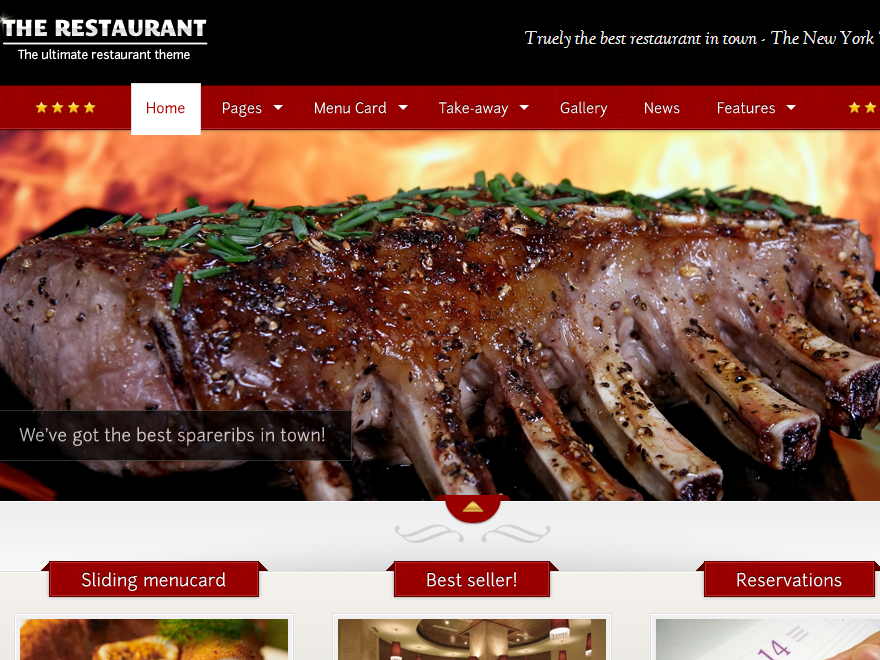 THE RESTAURANT
The ultimate restaurant theme
Truely the best restaurant in town - The New York
Home Pages Menu Card Take-away Gallery News Features
We've got the best spareribs in town!
Sliding menucard Best seller! Reservations
14